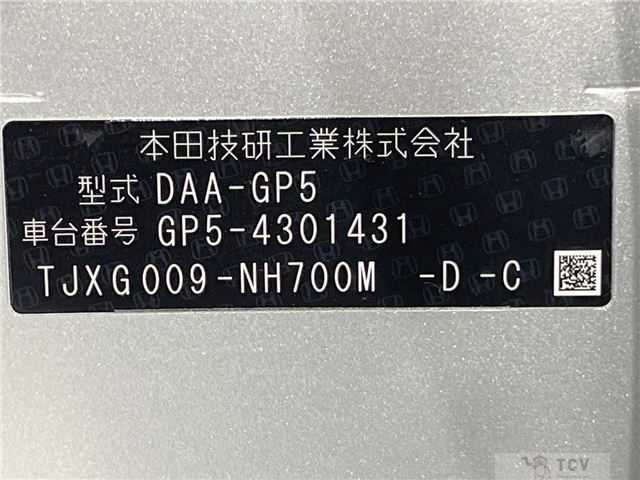 本田技研工業株式会社
型式 DAA-GP5
車台番号 GP5-4301431
TJXG009-NH700M -D-C
TCV